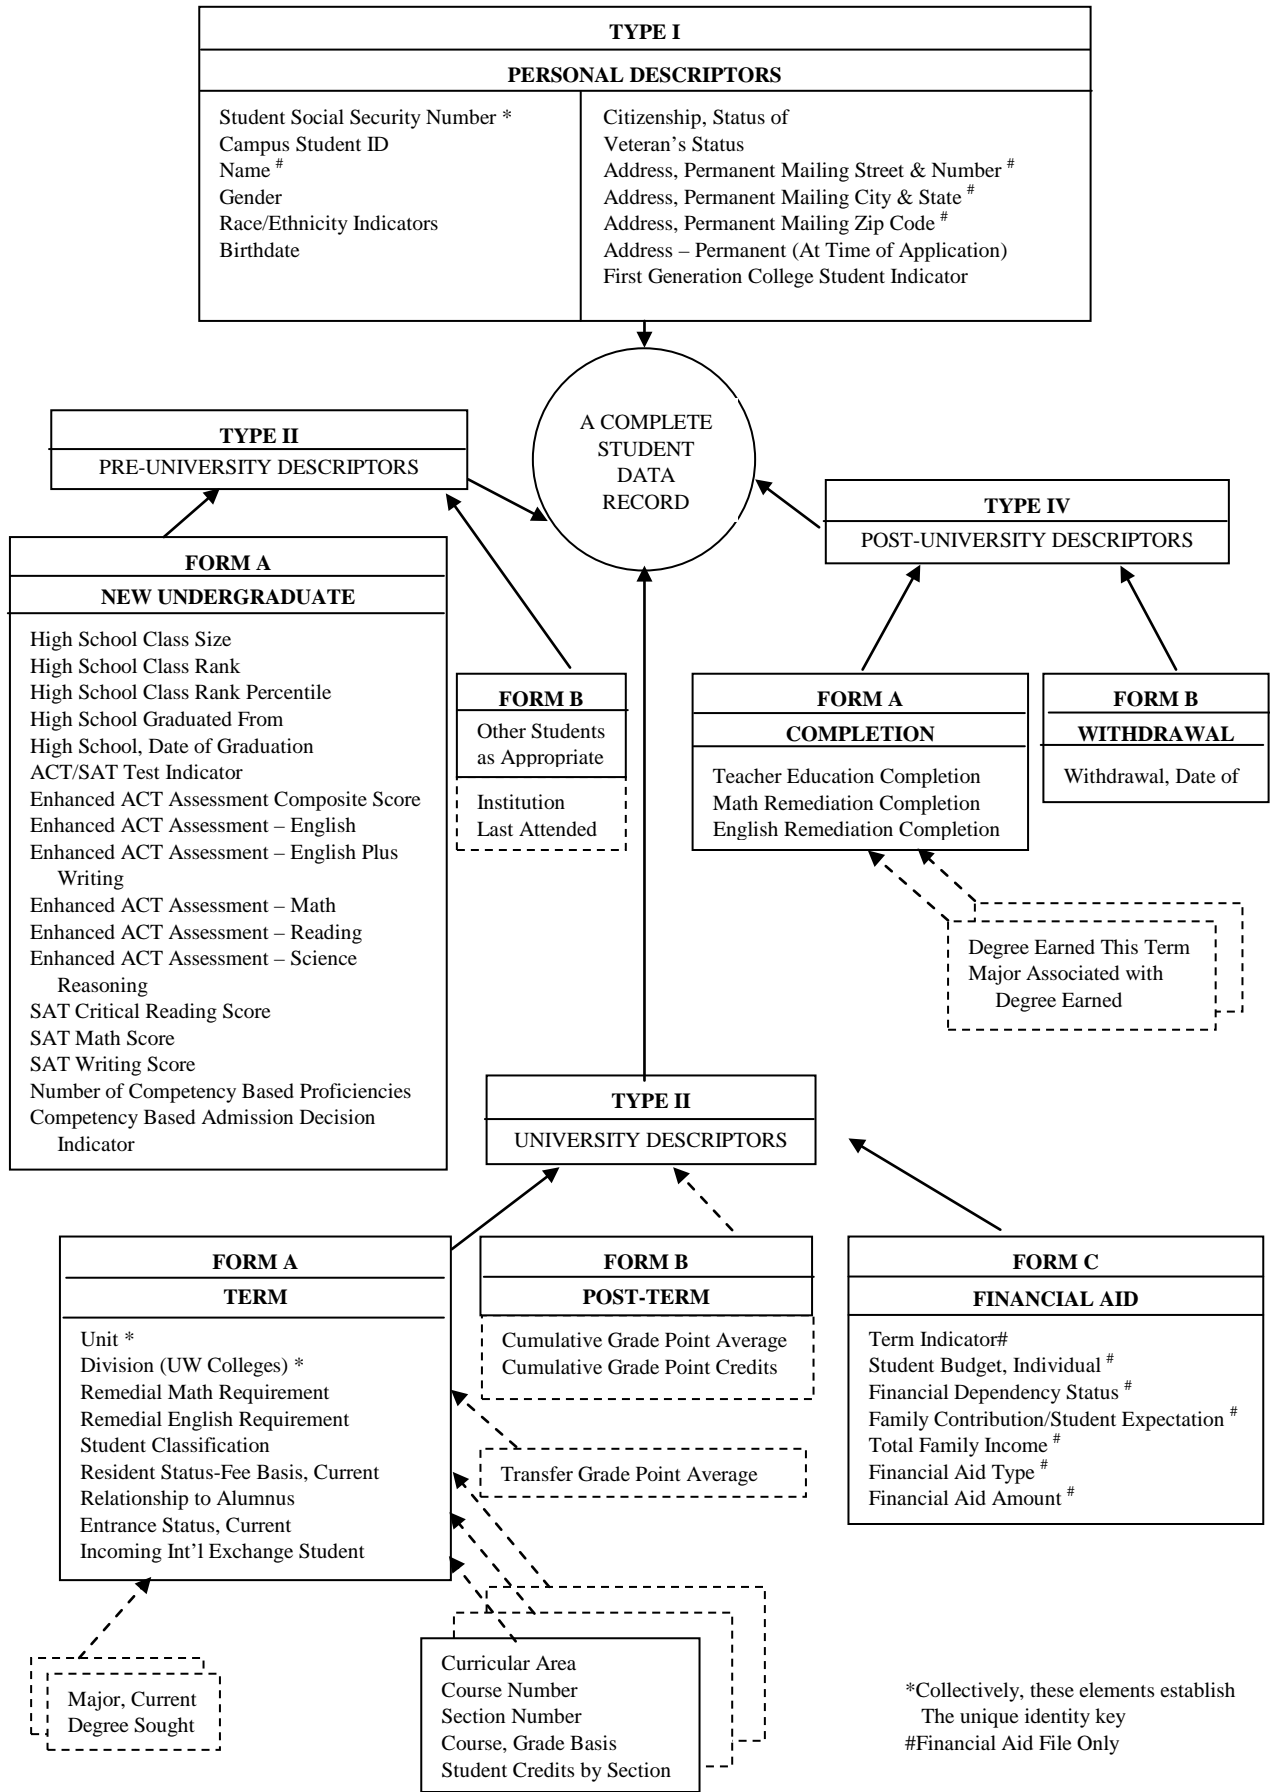 TYPE I
PERSONAL DESCRIPTORS
Student Social Security Number *
Campus Student ID
Name #
Gender
Race/Ethnicity Indicators
Birthdate
Citizenship, Status of
Veteran’s Status
Address, Permanent Mailing Street & Number #
Address, Permanent Mailing City & State #
Address, Permanent Mailing Zip Code #
Address – Permanent (At Time of Application)
First Generation College Student Indicator
A COMPLETE
STUDENT
DATA
RECORD
TYPE II
PRE-UNIVERSITY DESCRIPTORS
TYPE IV
POST-UNIVERSITY DESCRIPTORS
FORM A
NEW UNDERGRADUATE
High School Class Size
High School Class Rank
High School Class Rank Percentile
High School Graduated From
High School, Date of Graduation
ACT/SAT Test Indicator
Enhanced ACT Assessment Composite Score
Enhanced ACT Assessment – English
Enhanced ACT Assessment – English Plus
Writing
Enhanced ACT Assessment – Math
Enhanced ACT Assessment – Reading
Enhanced ACT Assessment – Science
Reasoning
SAT Critical Reading Score
SAT Math Score
SAT Writing Score
Number of Competency Based Proficiencies
Competency Based Admission Decision
Indicator
FORM B
Other Students
as Appropriate
Institution
Last Attended
FORM A
COMPLETION
Teacher Education Completion
Math Remediation Completion
English Remediation Completion
FORM B
WITHDRAWAL
Withdrawal, Date of
Degree Earned This Term
Major Associated with
Degree Earned
TYPE II
UNIVERSITY DESCRIPTORS
FORM A
TERM
Unit *
Division (UW Colleges) *
Remedial Math Requirement
Remedial English Requirement
Student Classification
Resident Status-Fee Basis, Current
Relationship to Alumnus
Entrance Status, Current
Incoming Int’l Exchange Student
FORM B
POST-TERM
Cumulative Grade Point Average
Cumulative Grade Point Credits
Transfer Grade Point Average
FORM C
FINANCIAL AID
Term Indicator#
Student Budget, Individual #
Financial Dependency Status #
Family Contribution/Student Expectation #
Total Family Income #
Financial Aid Type #
Financial Aid Amount #
Major, Current
Degree Sought
Curricular Area
Course Number
Section Number
Course, Grade Basis
Student Credits by Section
*Collectively, these elements establish
The unique identity key
#Financial Aid File Only